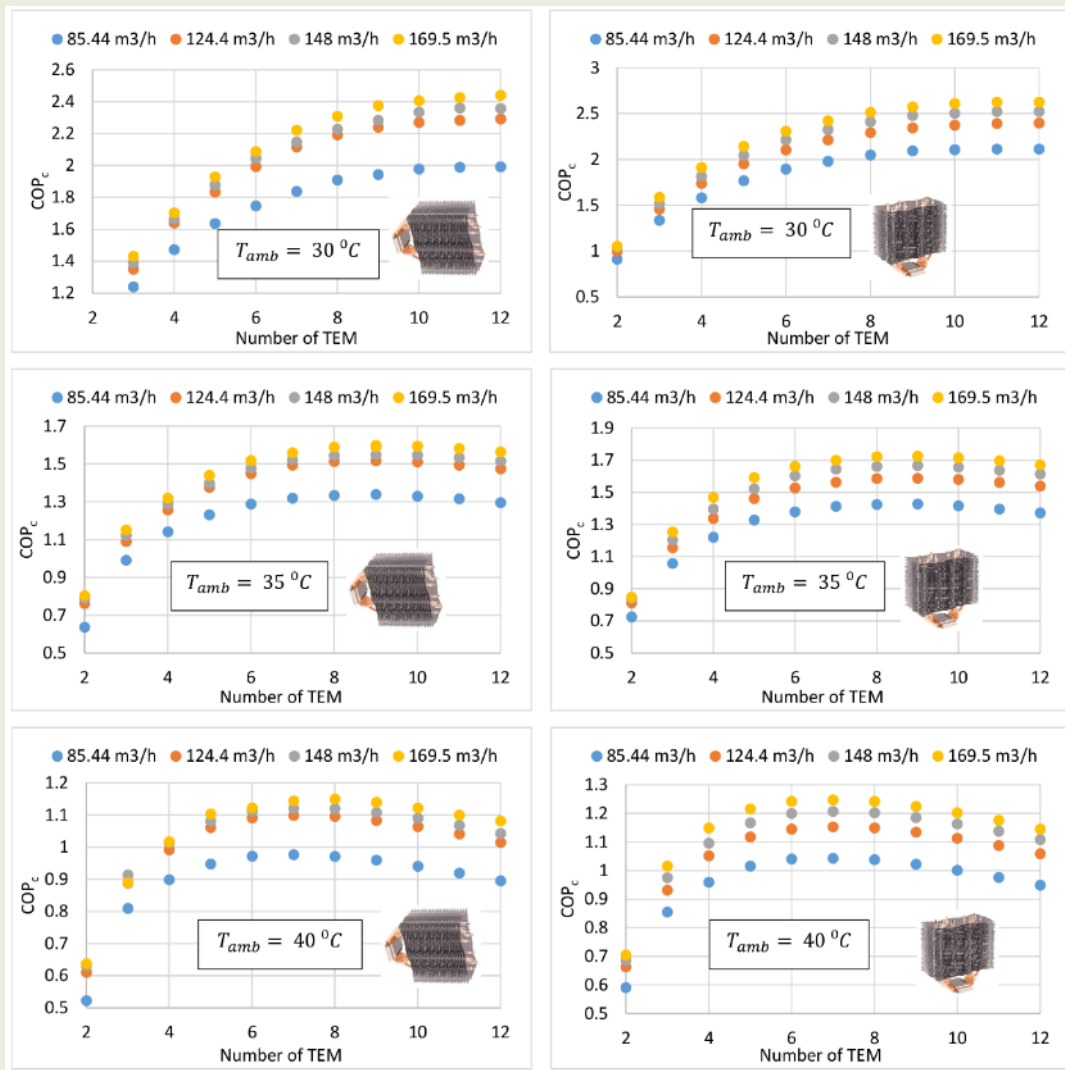 85.44 m3/h 124.4 m3/h 148 m3/h 169.5 m3/h
2.6
2.4
2.2
2
1.8
1.6
1.4
1.2
COPc
T_amb = 30 ⁰C
2 4 6 8 10 12
Number of TEM
85.44 m3/h 124.4 m3/h 148 m3/h 169.5 m3/h
3
2.5
2
1.5
1
0.5
COPc
T_amb = 30 ⁰C
2 4 6 8 10 12
Number of TEM
85.44 m3/h 124.4 m3/h 148 m3/h 169.5 m3/h
1.7
1.5
1.3
1.1
0.9
0.7
0.5
COPc
T_amb = 35 ⁰C
2 4 6 8 10 12
Number of TEM
85.44 m3/h 124.4 m3/h 148 m3/h 169.5 m3/h
1.9
1.7
1.5
1.3
1.1
0.9
0.7
0.5
COPc
T_amb = 35 ⁰C
2 4 6 8 10 12
Number of TEM
85.44 m3/h 124.4 m3/h 148 m3/h 169.5 m3/h
1.2
1.1
1
0.9
0.8
0.7
0.6
0.5
COPc
T_amb = 40 ⁰C
2 4 6 8 10 12
Number of TEM
85.44 m3/h 124.4 m3/h 148 m3/h 169.5 m3/h
1.3
1.2
1.1
1
0.9
0.8
0.7
0.6
0.5
COPc
T_amb = 40 ⁰C
2 4 6 8 10 12
Number of TEM